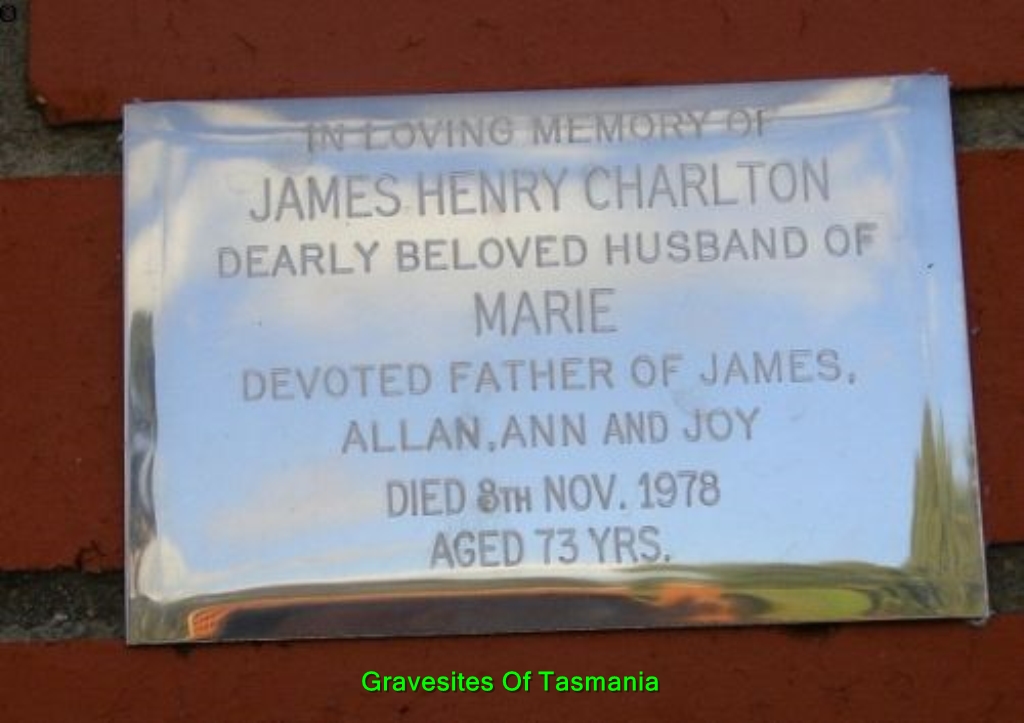 IN LOVING MEMORY OF
JAMES HENRY CHARLTON
DEARLY BELOVED HUSBAND OF
MARIE
DEVOTED FATHER OF JAMES,
ALLAN, ANN AND JOY
DIED 8TH NOV. 1978
AGED 73 YRS.
Gravesites Of Tasmania